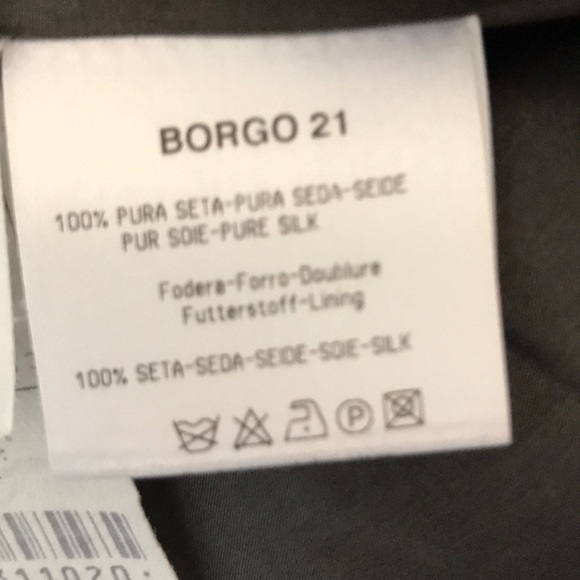 BORGO 21
100% PURA SETA-PURA SEDA-SEIDE
PUR SOIE-PURE SILK
Fodera-Forro-Doublure
Futterstoff-Lining
100% SETA-SEDA-SEIDE-SOIE-SILK
P
11020